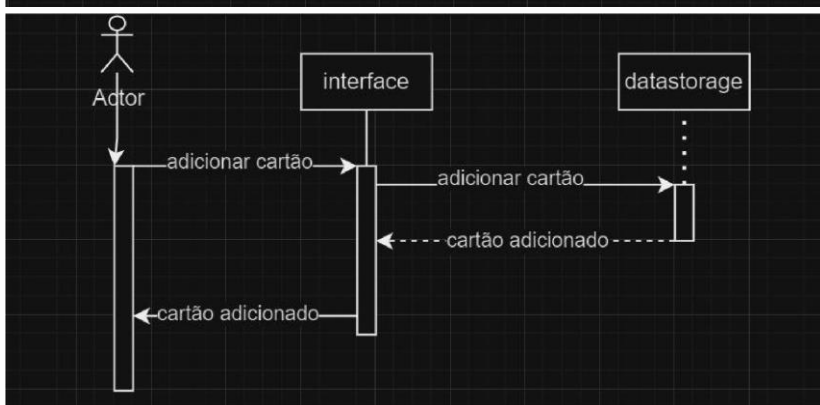 Actor
interface
datastorage
adicionar cartão
adicionar cartão
cartão adicionado
cartão adicionado